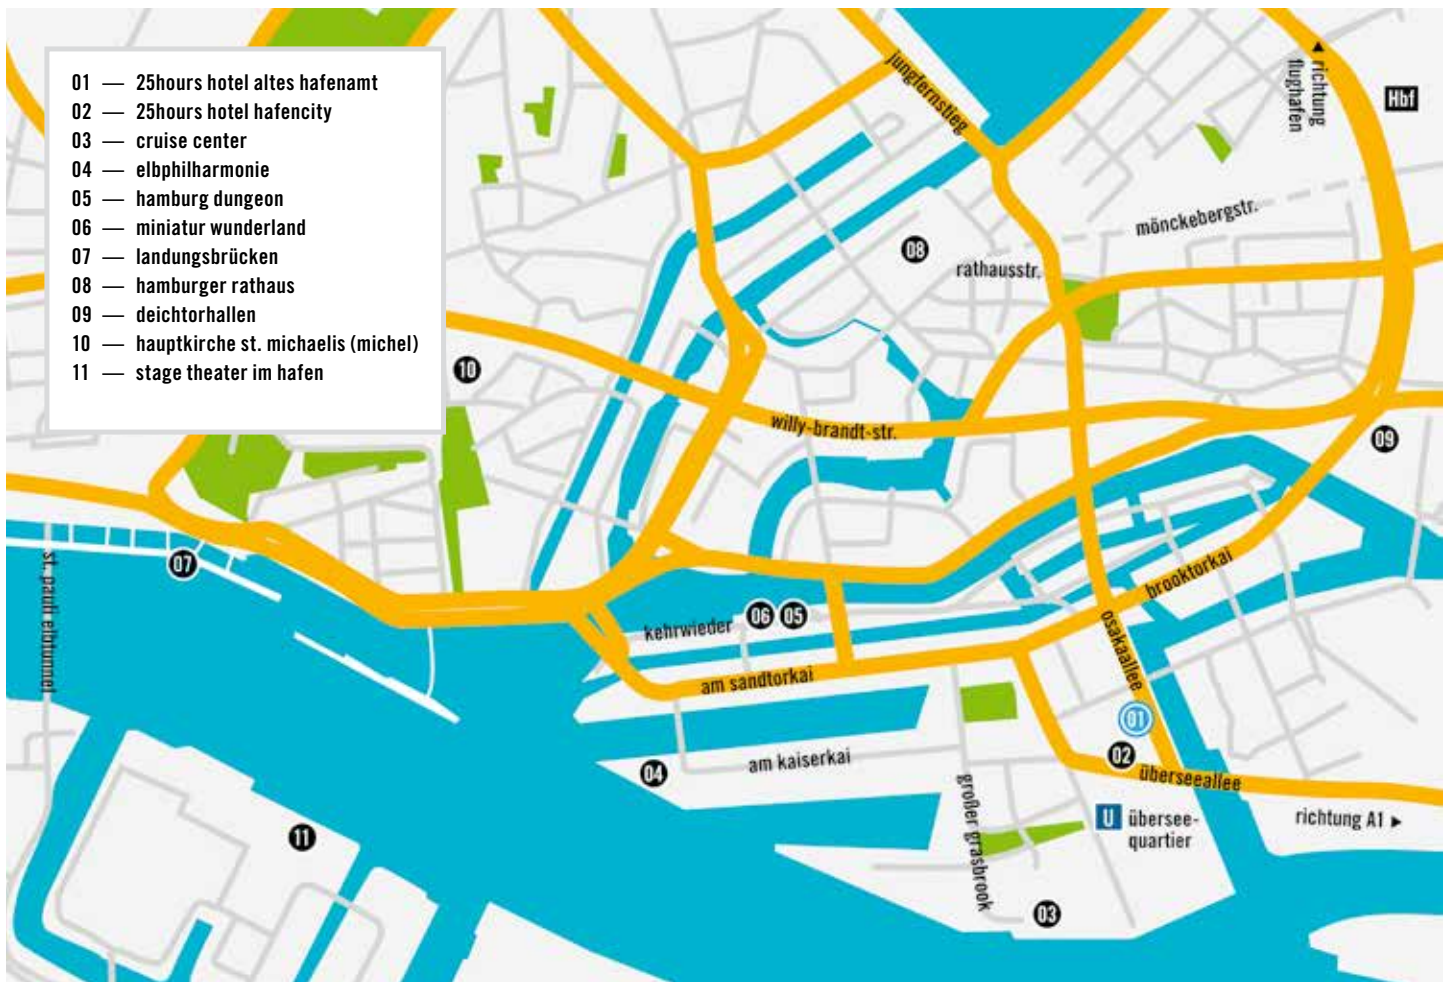 01 — 25hours hotel altes hafenamt
02 — 25hours hotel hafencity
03 — cruise center
04 — elbphilharmonie
05 — hamburg dungeon
06 — miniatur wunderland
07 — landungsbrücken
08 — hamburger rathaus
09 — deichtorhallen
10 — hauptkirche st. michaelis (michel)
11 — stage theater im hafen
jungfernstieg
richtung
flughafen
Hbf
mönckebergstr.
08
rathausstr.
10
willy-brandt-str.
09
07
st. pauli elbtunnel
brooktorkai
kehrwieder
06
05
osakaallee
am sandtorkai
01
02
04
am kaiserkai
überseeallee
großer grasbrook
U
übersee-
quartier
richtung A1
11
03